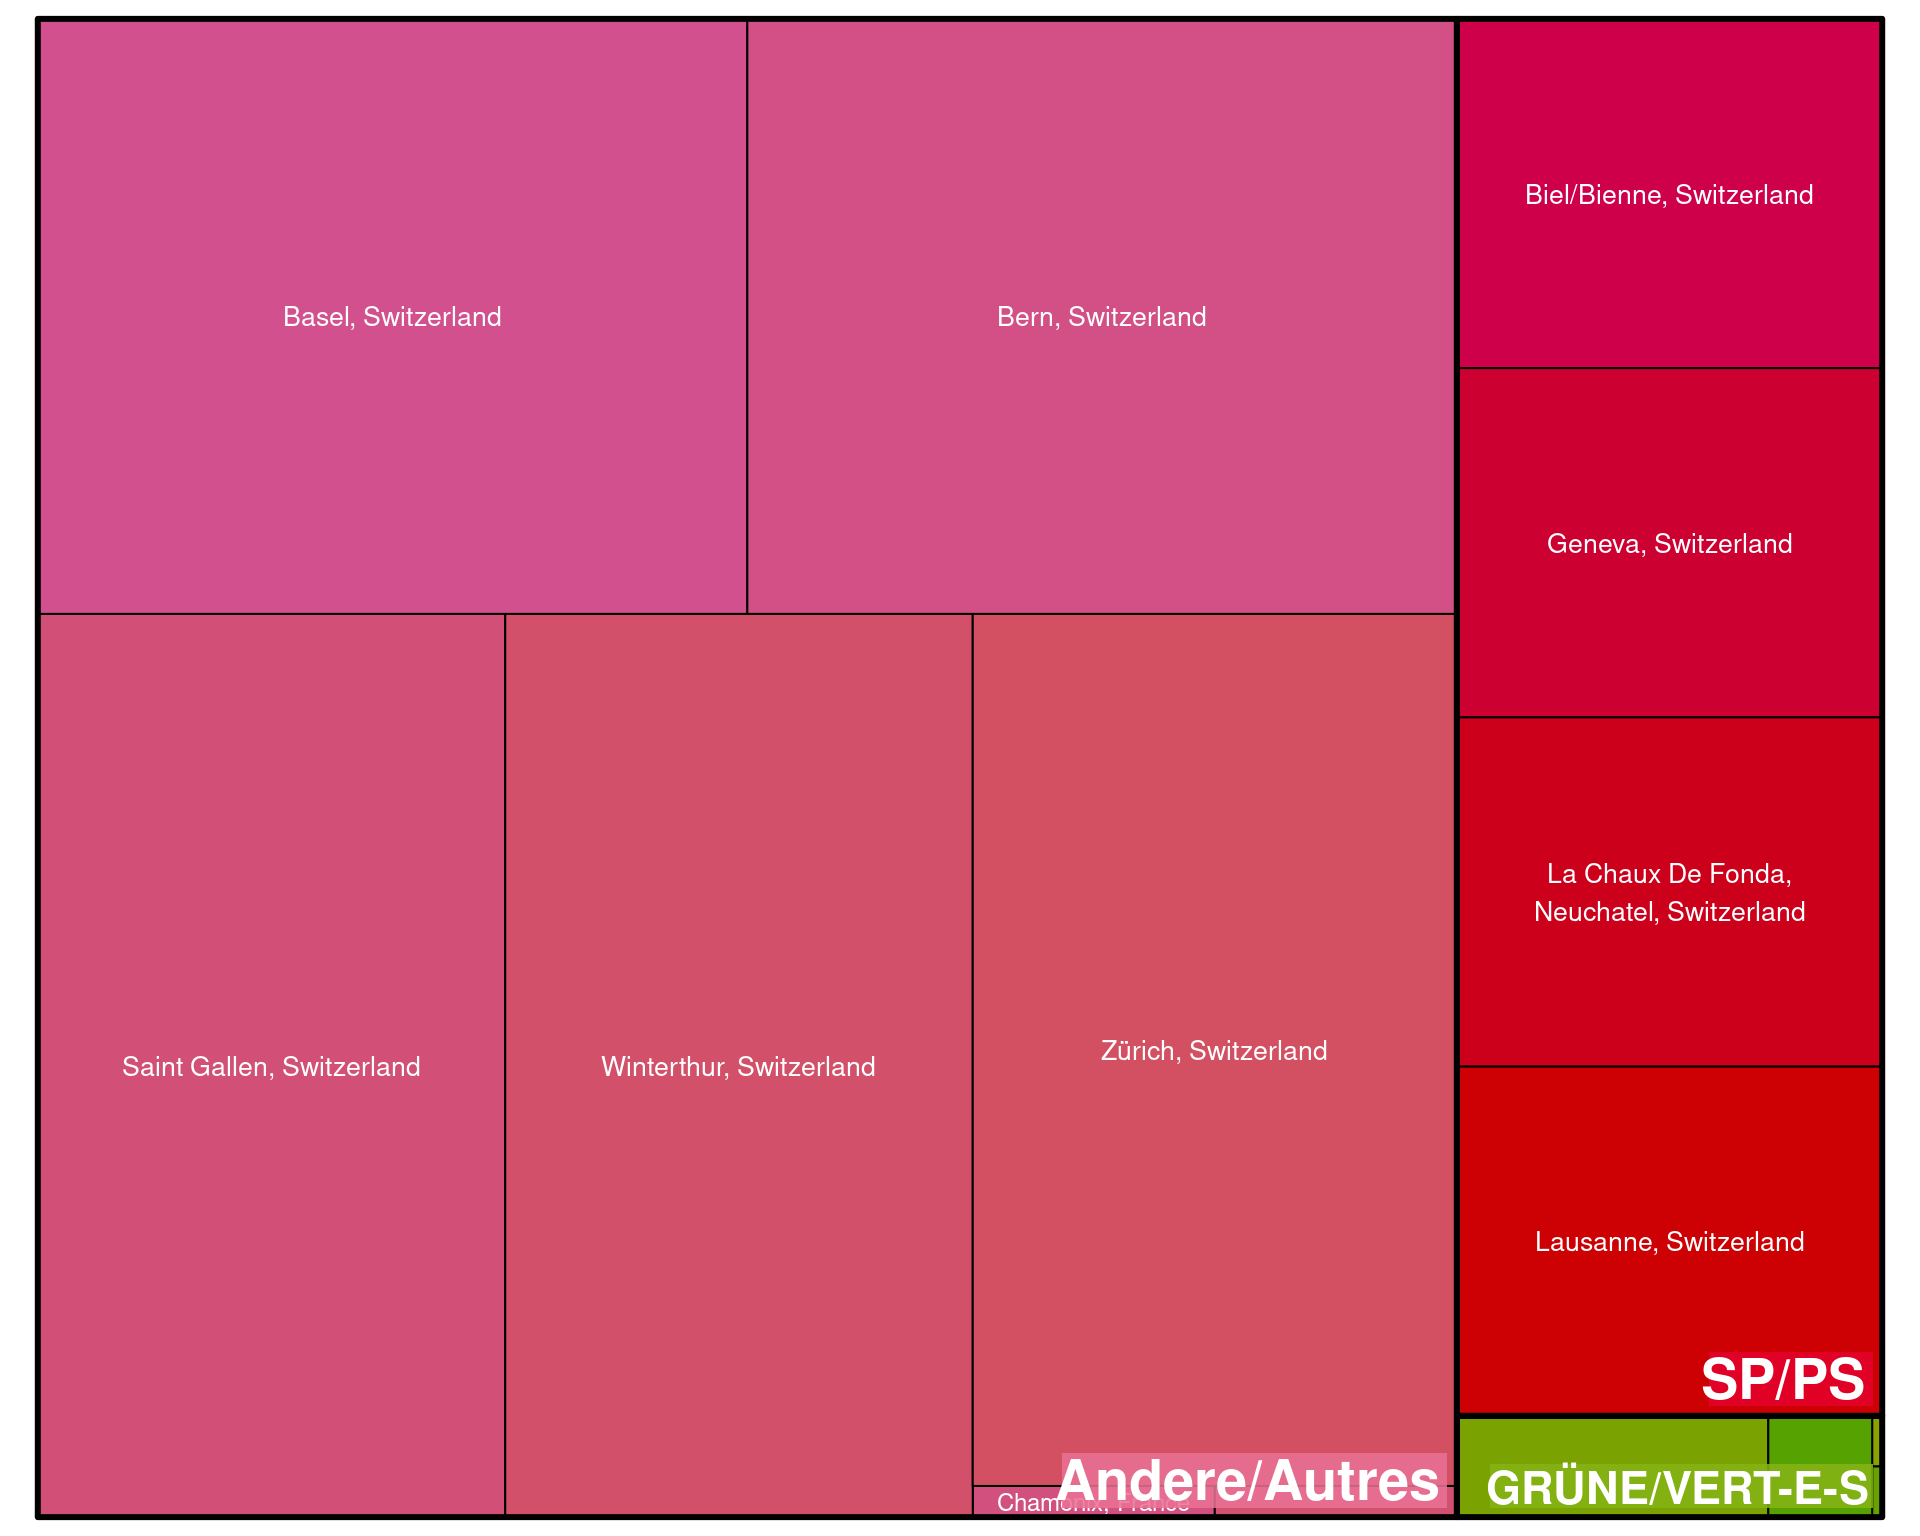 Basel, Switzerland
Bern, Switzerland
Biel/Bienne, Switzerland
Geneva, Switzerland
La Chaux De Fonda,
Neuchatel, Switzerland
Saint Gallen, Switzerland
Winterthur, Switzerland
Zürich, Switzerland
Lausanne, Switzerland
SP/PS
Andere/Autres
Chamonix, France
GRÜNE/VERT-E-S